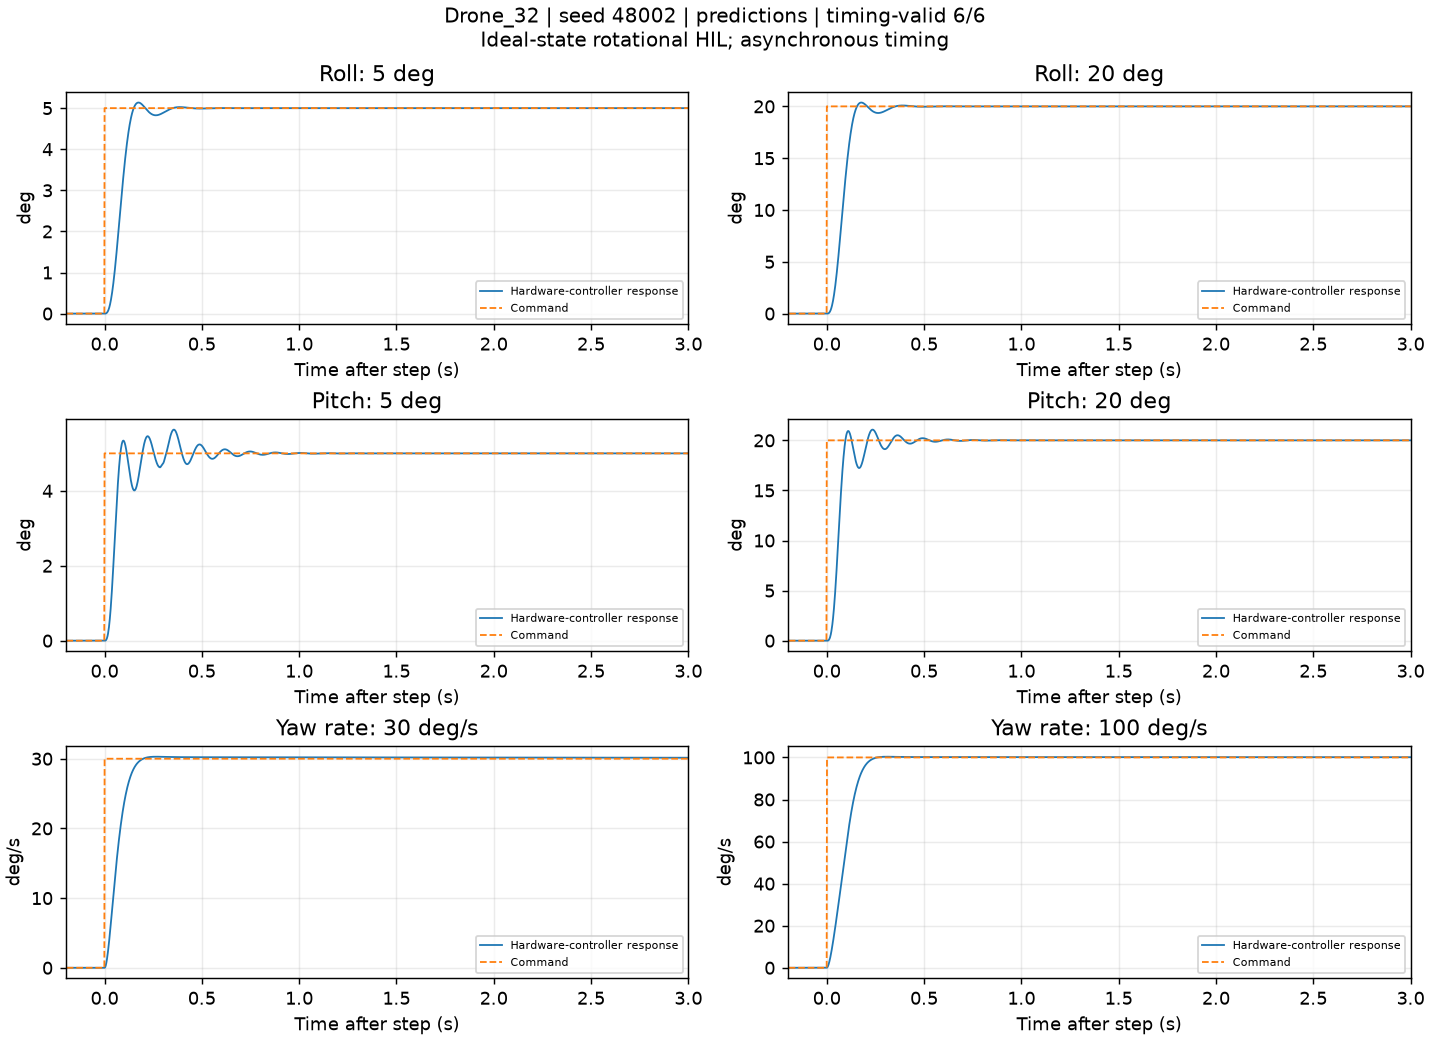 Drone_32 | seed 48002 | predictions | timing-valid 6/6
Ideal-state rotational HIL; asynchronous timing
Roll: 5 deg
deg
5
4
3
2
1
0
Hardware-controller response
Command
0.0 0.5 1.0 1.5 2.0 2.5 3.0
Time after step (s)
Roll: 20 deg
deg
20
15
10
5
0
Hardware-controller response
Command
0.0 0.5 1.0 1.5 2.0 2.5 3.0
Time after step (s)
Pitch: 5 deg
deg
4
2
0
Hardware-controller response
Command
0.0 0.5 1.0 1.5 2.0 2.5 3.0
Time after step (s)
Pitch: 20 deg
deg
20
15
10
5
0
Hardware-controller response
Command
0.0 0.5 1.0 1.5 2.0 2.5 3.0
Time after step (s)
Yaw rate: 30 deg/s
deg/s
30
20
10
0
Hardware-controller response
Command
0.0 0.5 1.0 1.5 2.0 2.5 3.0
Time after step (s)
Yaw rate: 100 deg/s
deg/s
100
80
60
40
20
0
Hardware-controller response
Command
0.0 0.5 1.0 1.5 2.0 2.5 3.0
Time after step (s)